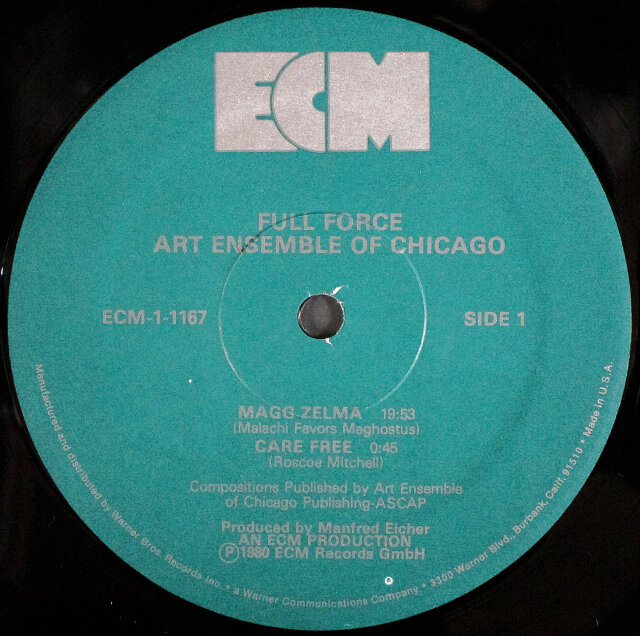 ECM
FULL FORCE
ART ENSEMBLE OF CHICAGO
ECM-1-1167
SIDE 1
MAGG ZELMA 19:53
(Malachi Favors Maghostus)
CARE FREE 0:45
(Roscoe Mitchell)
Compositions Published by Art Ensemble
of Chicago Publishing-ASCAP
Produced by Manfred Eicher
AN ECM PRODUCTION
Ⓟ1980 ECM Records GmbH
Manufactured and distributed by Warner Bros. Records Inc. • a Warner Communications Company • 3300 Warner Blvd., Burbank, Calif. 91510 • Made in U.S.A.